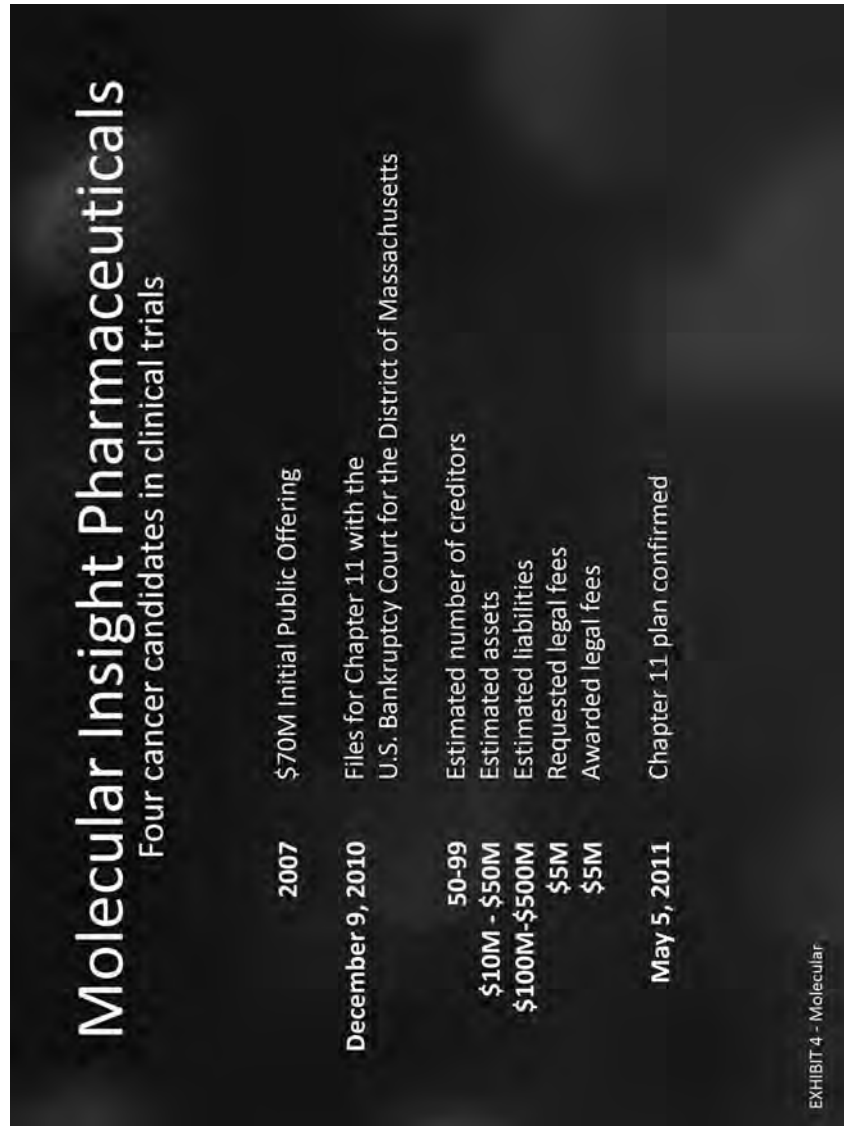 Molecular Insight Pharmaceuticals
Four cancer candidates in clinical trials
2007 $70M Initial Public Offering
December 9, 2010 Files for Chapter 11 with the
U.S. Bankruptcy Court for the District of Massachusetts
50-99 Estimated number of creditors
$10M - $50M Estimated assets
$100M-$500M Estimated liabilities
$5M Requested legal fees
$5M Awarded legal fees
May 5, 2011 Chapter 11 plan confirmed
EXHIBIT 4 - Molecular